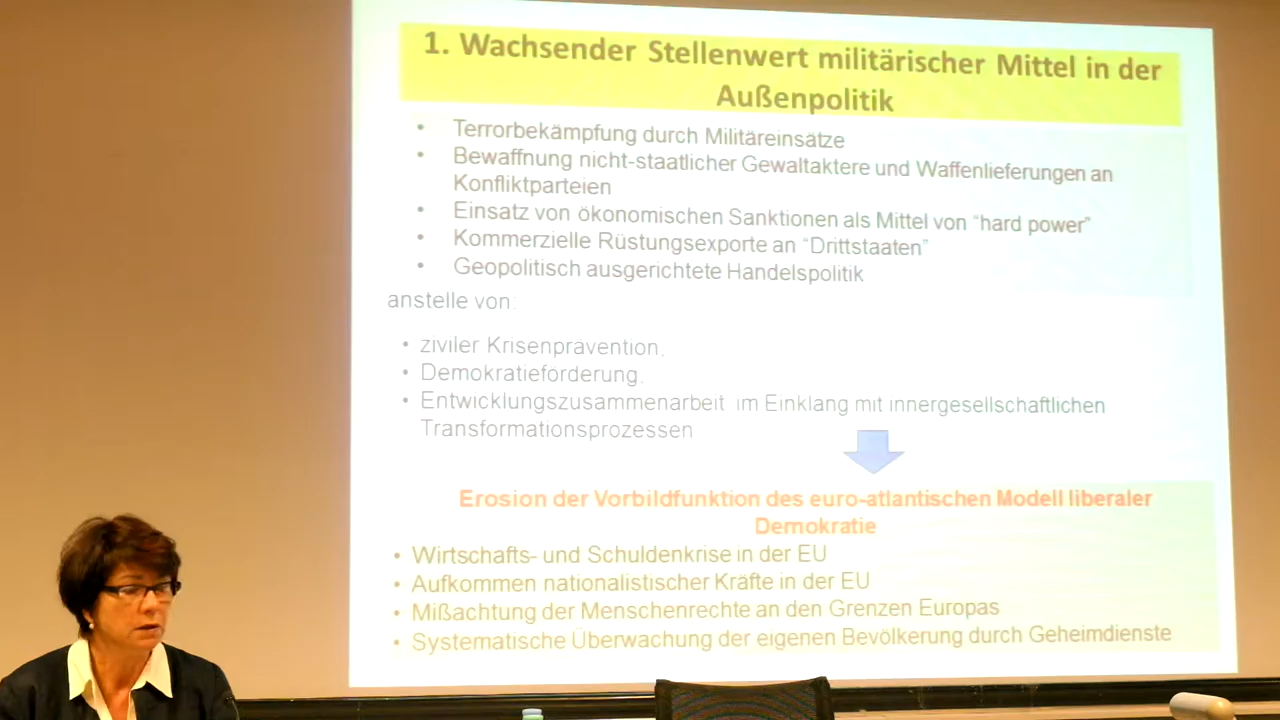 1. Wachsender Stellenwert militärischer Mittel in der
Außenpolitik
• Terrorbekämpfung durch Militäreinsätze
• Bewaffnung nicht-staatlicher Gewaltaktere und Waffenlieferungen an
Konfliktparteien
• Einsatz von ökonomischen Sanktionen als Mittel von “hard power”
• Kommerzielle Rüstungsexporte an “Drittstaaten”
• Geopolitisch ausgerichtete Handelspolitik
anstelle von:
• ziviler Krisenprävention,
• Demokratieförderung,
• Entwicklungszusammenarbeit im Einklang mit innergesellschaftlichen
Transformationsprozessen
Erosion der Vorbildfunktion des euro-atlantischen Modell liberaler
Demokratie
• Wirtschafts- und Schuldenkrise in der EU
• Aufkommen nationalistischer Kräfte in der EU
• Mißachtung der Menschenrechte an den Grenzen Europas
• Systematische Überwachung der eigenen Bevölkerung durch Geheimdienste